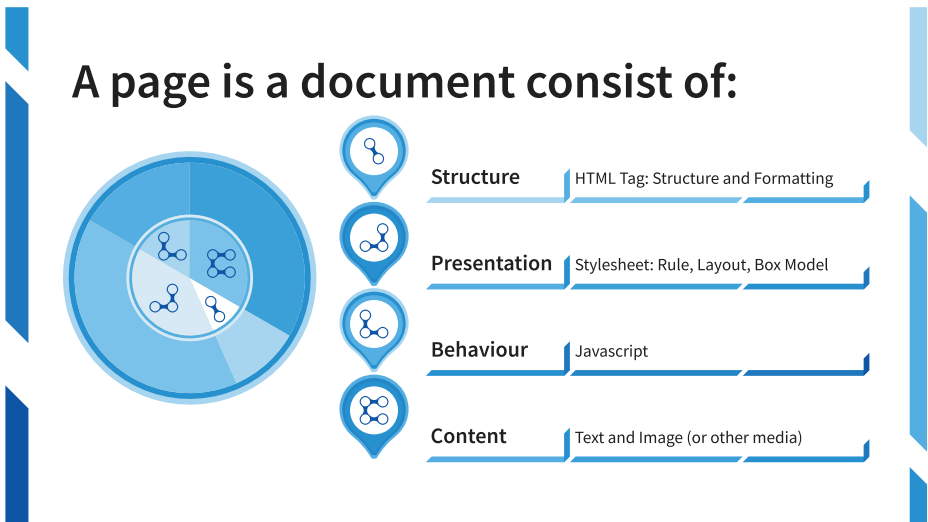 A page is a document consist of:
Structure
HTML Tag: Structure and Formatting
Presentation
Stylesheet: Rule, Layout, Box Model
Behaviour
Javascript
Content
Text and Image (or other media)